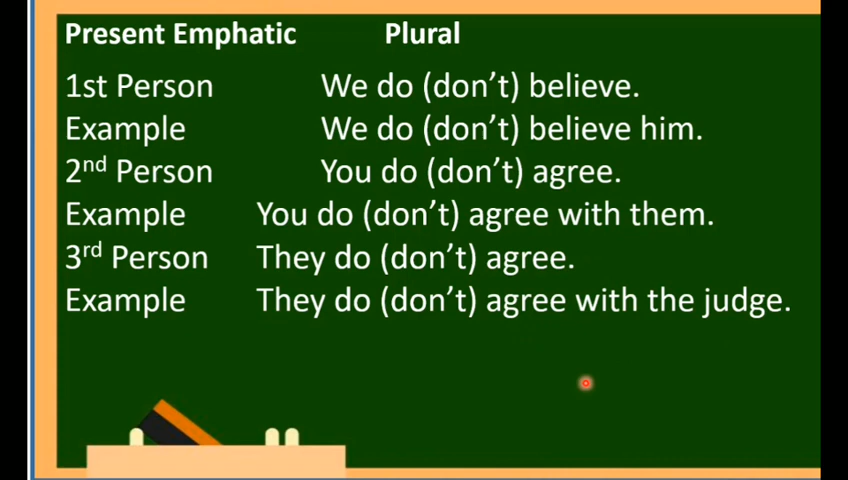 Present Emphatic Plural
1st Person We do (don’t) believe.
Example We do (don’t) believe him.
2nd Person You do (don’t) agree.
Example You do (don’t) agree with them.
3rd Person They do (don’t) agree.
Example They do (don’t) agree with the judge.